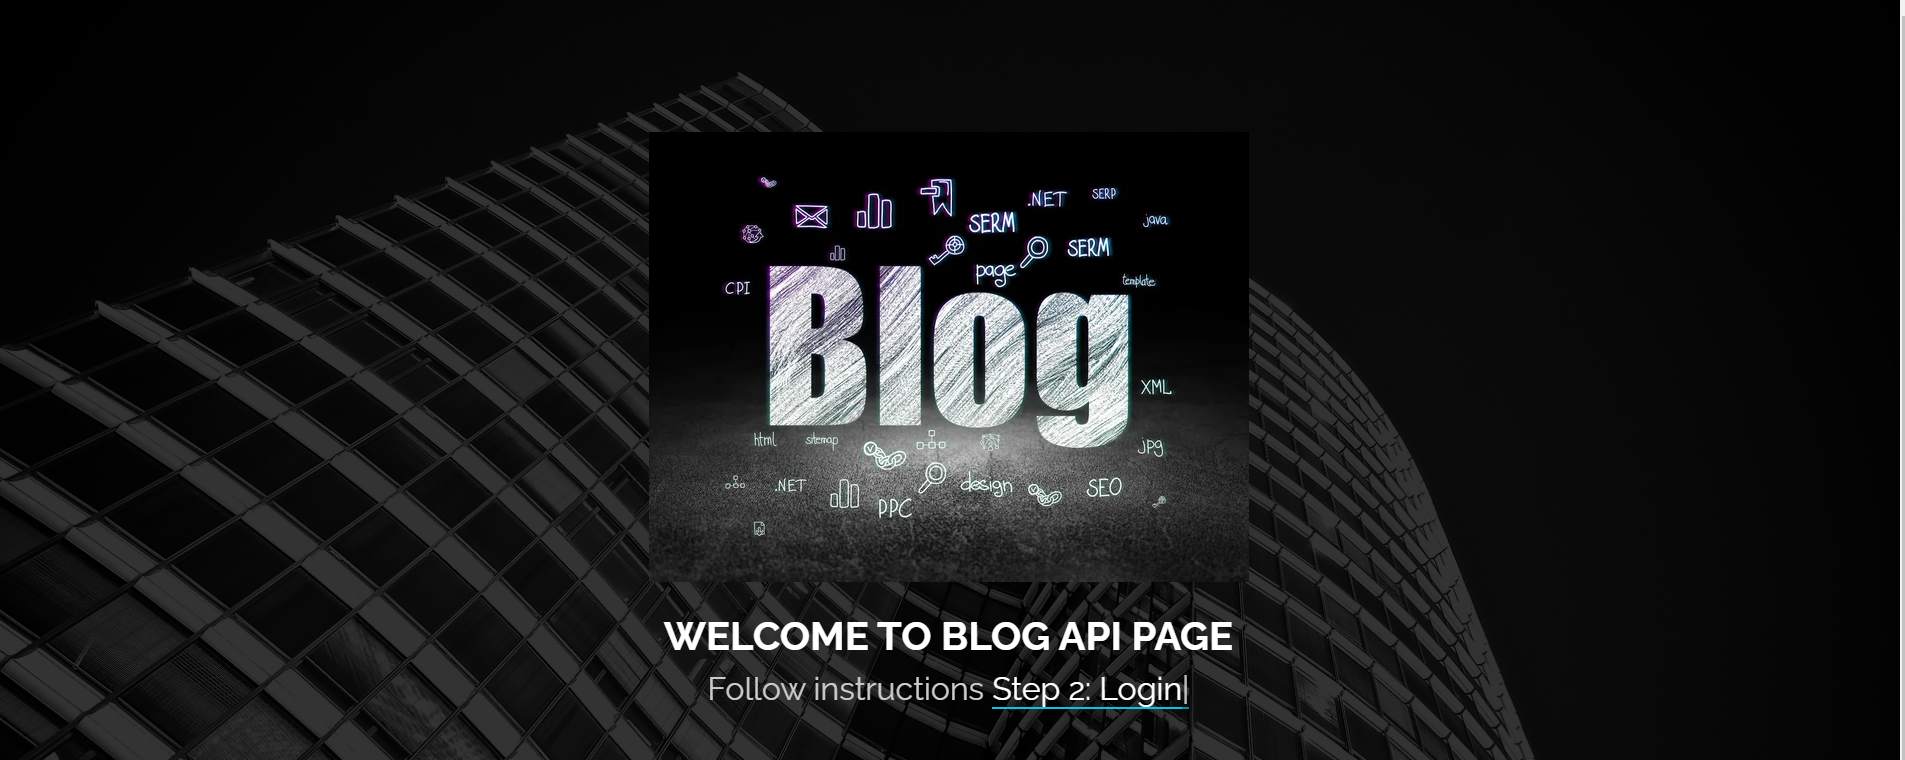 .NET
SERP
SERM
java
SERM
page
CPI
template
Blog
XML
html
sitemap
jpg
.NET
design
SEO
PPC
WELCOME TO BLOG API PAGE
Follow instructions Step 2: Login